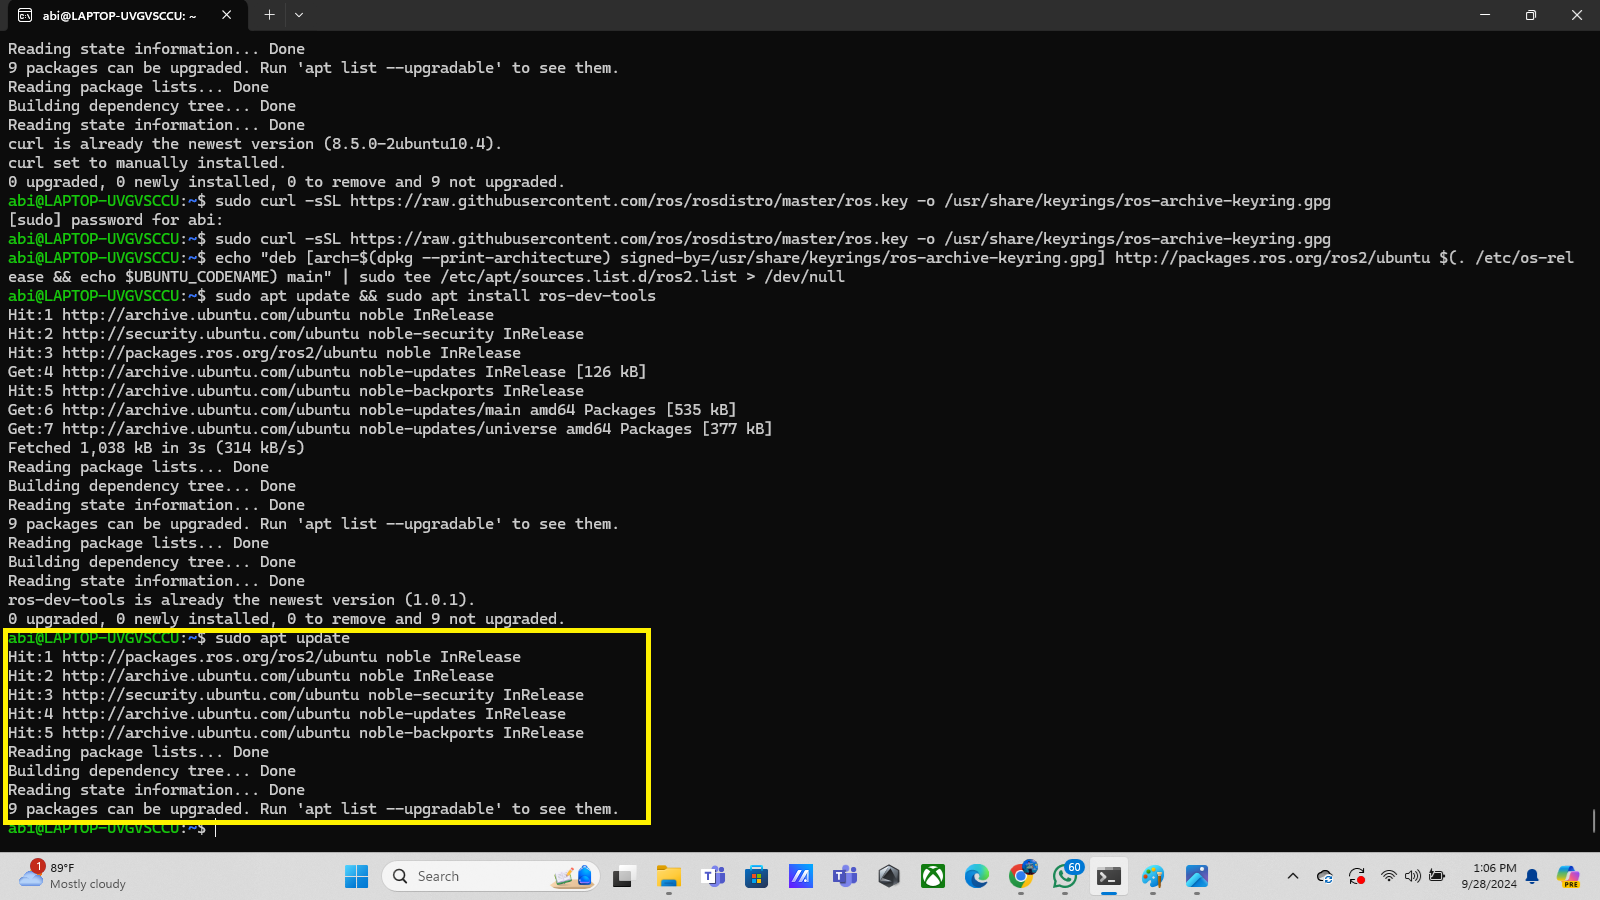 abi@LAPTOP-UVGVSCCU: ~
Reading state information... Done
9 packages can be upgraded. Run 'apt list --upgradable' to see them.
Reading package lists... Done
Building dependency tree... Done
Reading state information... Done
curl is already the newest version (8.5.0-2ubuntu10.4).
curl set to manually installed.
0 upgraded, 0 newly installed, 0 to remove and 9 not upgraded.
abi@LAPTOP-UVGVSCCU:~$ sudo curl -sSL https://raw.githubusercontent.com/ros/rosdistro/master/ros.key -o /usr/share/keyrings/ros-archive-keyring.gpg
[sudo] password for abi:
abi@LAPTOP-UVGVSCCU:~$ sudo curl -sSL https://raw.githubusercontent.com/ros/rosdistro/master/ros.key -o /usr/share/keyrings/ros-archive-keyring.gpg
abi@LAPTOP-UVGVSCCU:~$ echo "deb [arch=$(dpkg --print-architecture) signed-by=/usr/share/keyrings/ros-archive-keyring.gpg] http://packages.ros.org/ros2/ubuntu $(. /etc/os-rel
ease && echo $UBUNTU_CODENAME) main" | sudo tee /etc/apt/sources.list.d/ros2.list > /dev/null
abi@LAPTOP-UVGVSCCU:~$ sudo apt update && sudo apt install ros-dev-tools
Hit:1 http://archive.ubuntu.com/ubuntu noble InRelease
Hit:2 http://security.ubuntu.com/ubuntu noble-security InRelease
Hit:3 http://packages.ros.org/ros2/ubuntu noble InRelease
Get:4 http://archive.ubuntu.com/ubuntu noble-updates InRelease [126 kB]
Hit:5 http://archive.ubuntu.com/ubuntu noble-backports InRelease
Get:6 http://archive.ubuntu.com/ubuntu noble-updates/main amd64 Packages [535 kB]
Get:7 http://archive.ubuntu.com/ubuntu noble-updates/universe amd64 Packages [377 kB]
Fetched 1,038 kB in 3s (314 kB/s)
Reading package lists... Done
Building dependency tree... Done
Reading state information... Done
9 packages can be upgraded. Run 'apt list --upgradable' to see them.
Reading package lists... Done
Building dependency tree... Done
Reading state information... Done
ros-dev-tools is already the newest version (1.0.1).
0 upgraded, 0 newly installed, 0 to remove and 9 not upgraded.
abi@LAPTOP-UVGVSCCU:~$ sudo apt update
Hit:1 http://packages.ros.org/ros2/ubuntu noble InRelease
Hit:2 http://archive.ubuntu.com/ubuntu noble InRelease
Hit:3 http://security.ubuntu.com/ubuntu noble-security InRelease
Hit:4 http://archive.ubuntu.com/ubuntu noble-updates InRelease
Hit:5 http://archive.ubuntu.com/ubuntu noble-backports InRelease
Reading package lists... Done
Building dependency tree... Done
Reading state information... Done
9 packages can be upgraded. Run 'apt list --upgradable' to see them.
abi@LAPTOP-UVGVSCCU:~$
1
89°F
Mostly cloudy
Search
60
1:06 PM
9/28/2024
PRE